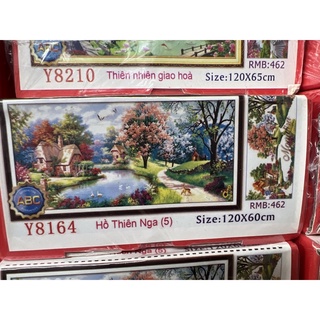 RMB:462
Y8210
Thiên nhiên giao hoà
Size:120X65cm
ABC
RMB:462
Y8164
Hồ Thiên Nga (5)
Size:120X60cm